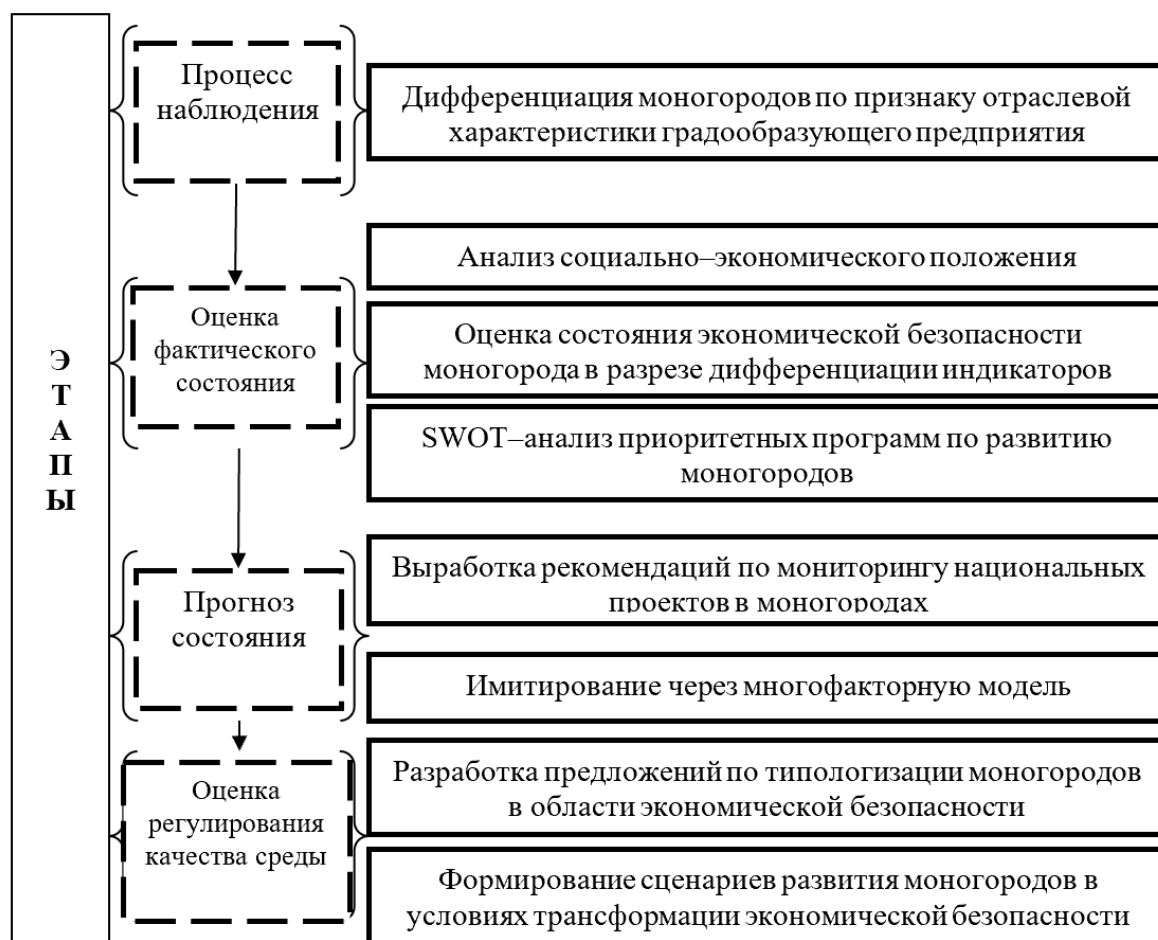 ЭТАПЫ
Процесс
наблюдения
Дифференциация моногородов по признаку отраслевой
характеристики градообразующего предприятия
Оценка
фактического
состояния
Анализ социально–экономического положения
Оценка состояния экономической безопасности
моногорода в разрезе дифференциации индикаторов
SWOT–анализ приоритетных программ по развитию
моногородов
Прогноз
состояния
Выработка рекомендаций по мониторингу национальных
проектов в моногородах
Имитирование через многофакторную модель
Оценка
регулирования
качества среды
Разработка предложений по типологизации моногородов
в области экономической безопасности
Формирование сценариев развития моногородов в
условиях трансформации экономической безопасности